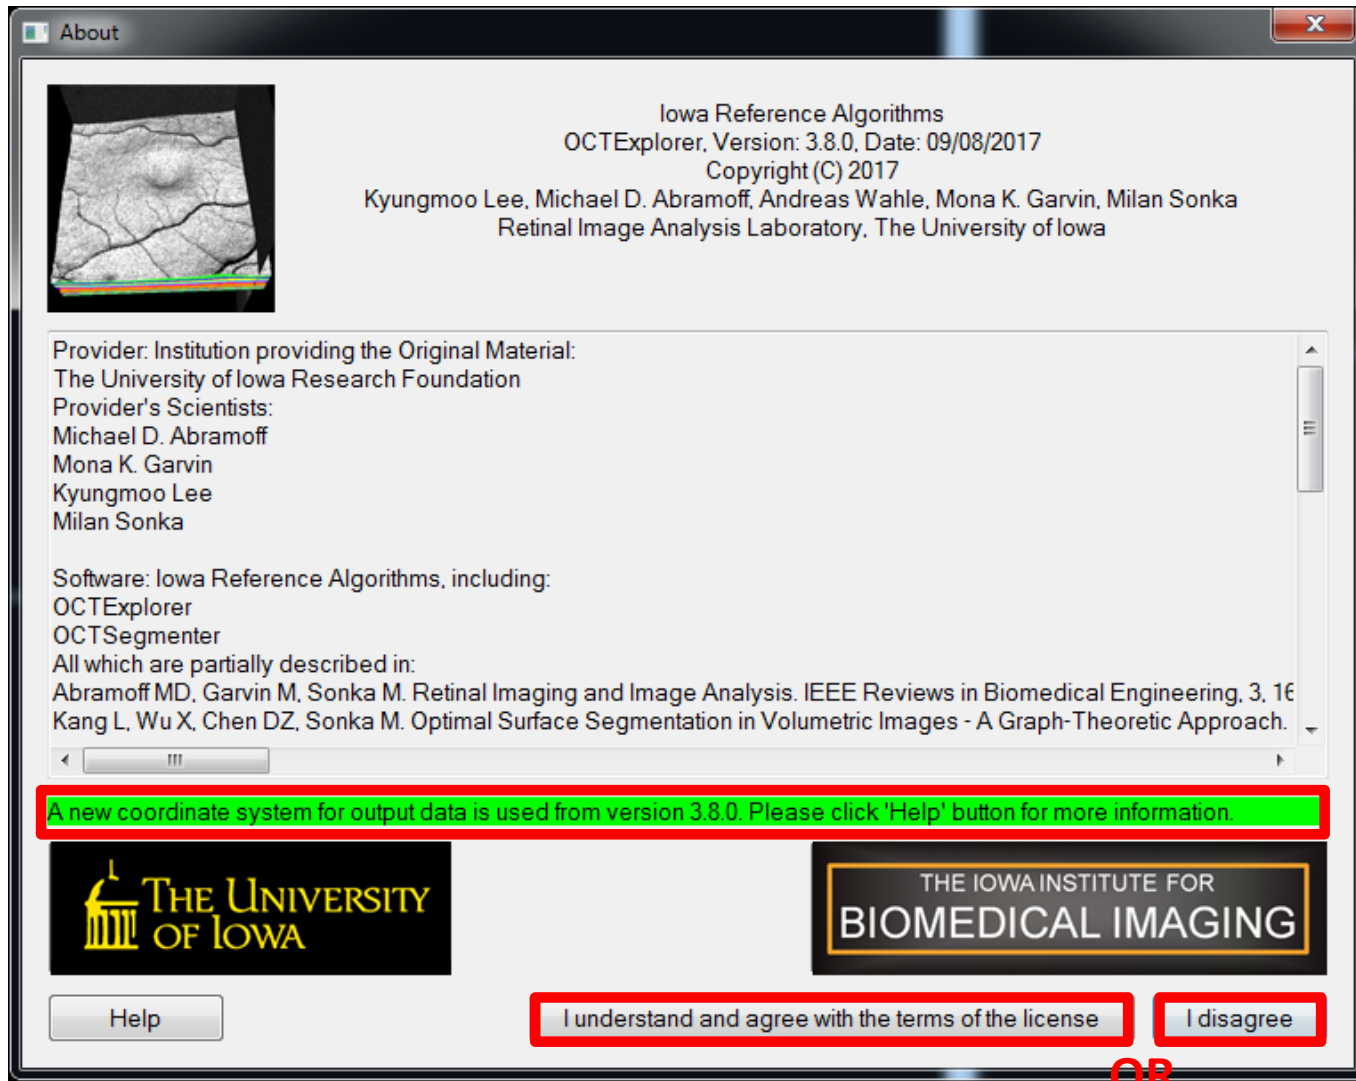 About
Iowa Reference Algorithms
OCTExplorer, Version: 3.8.0, Date: 09/08/2017
Copyright (C) 2017
Kyungmoo Lee, Michael D. Abramoff, Andreas Wahle, Mona K. Garvin, Milan Sonka
Retinal Image Analysis Laboratory, The University of Iowa
Provider: Institution providing the Original Material:
The University of Iowa Research Foundation
Provider's Scientists:
Michael D. Abramoff
Mona K. Garvin
Kyungmoo Lee
Milan Sonka
Software: Iowa Reference Algorithms, including:
OCTExplorer
OCTSegmenter
All which are partially described in:
Abramoff MD, Garvin M, Sonka M. Retinal Imaging and Image Analysis. IEEE Reviews in Biomedical Engineering, 3, 16
Kang L, Wu X, Chen DZ, Sonka M. Optimal Surface Segmentation in Volumetric Images - A Graph-Theoretic Approach.
A new coordinate system for output data is used from version 3.8.0. Please click 'Help' button for more information.
THE UNIVERSITY
OF IOWA
THE IOWA INSTITUTE FOR
BIOMEDICAL IMAGING
Help
I understand and agree with the terms of the license
I disagree
OR